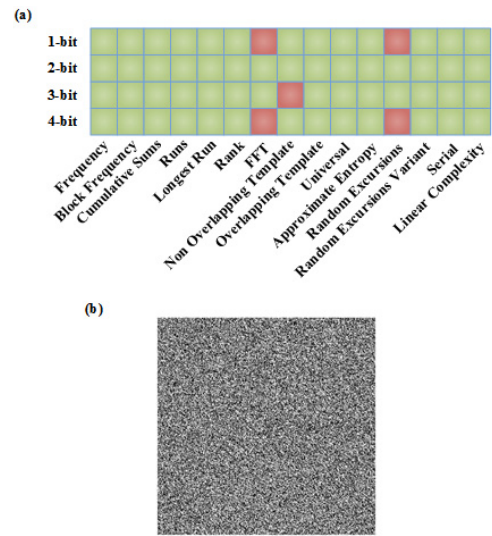 (a)
1-bit
2-bit
3-bit
4-bit
Frequency
Block Frequency
Cumulative Sums
Runs
Longest Run
Rank
FFT
Non Overlapping Template
Overlapping Template
Universal
Approximate Entropy
Random Excursions
Random Excursions Variant
Serial
Linear Complexity
(b)